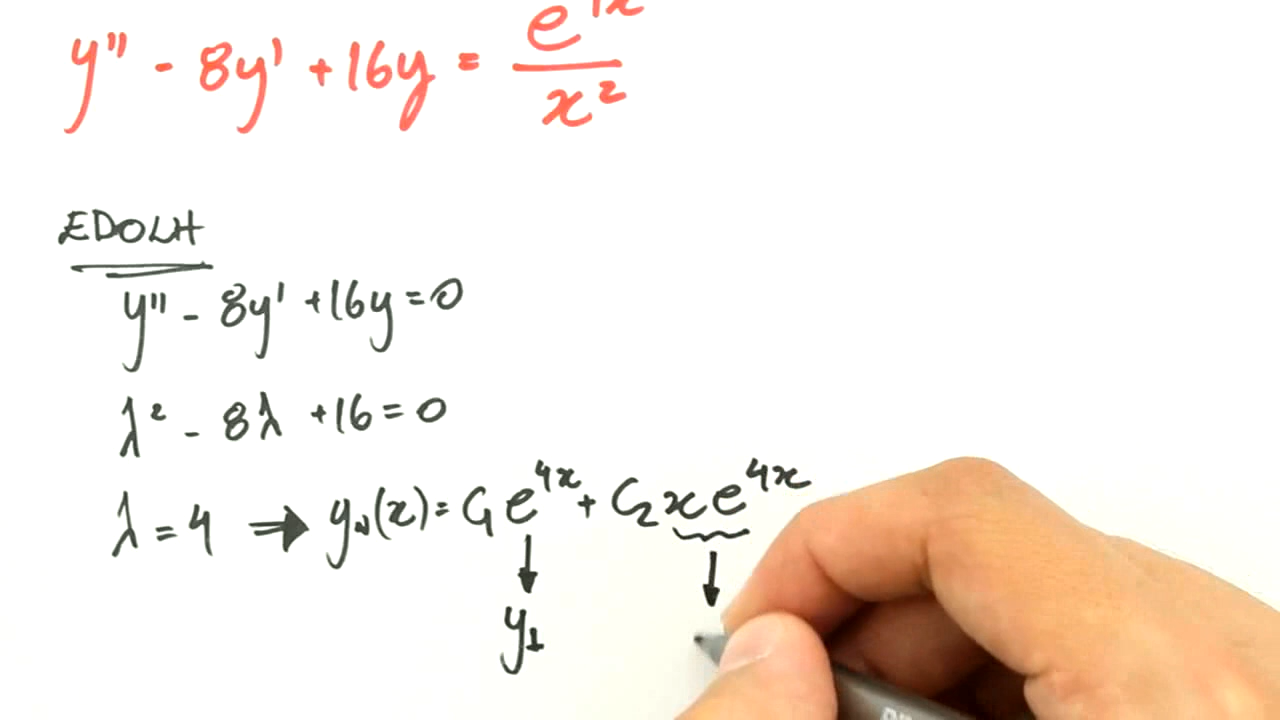 y'' - 8y' + 16y = e^{4x}/x²
EDOLH
y'' - 8y' + 16y = 0
λ² - 8λ + 16 = 0
λ = 4 ⇒ y_H(x) = C₁e^{4x} + C₂xe^{4x}
↓ ↓
y₁